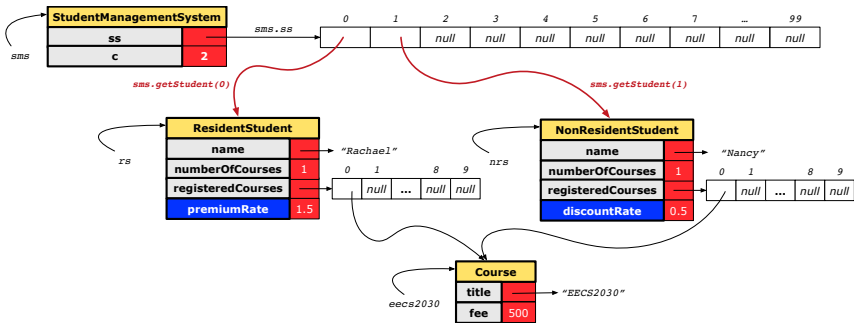 StudentManagementSystem
0 1 2 3 4 5 6 7 … 99
sms
ss
sms.ss
null null null null null null null null
c 2
sms.getStudent(0)
sms.getStudent(1)
ResidentStudent
NonResidentStudent
rs
name
“Rachael”
numberOfCourses 1
0 1 8 9
registeredCourses
null … null null
premiumRate 1.5
nrs
name
“Nancy”
numberOfCourses 1
0 1 8 9
registeredCourses
null … null null
discountRate 0.5
Course
eecs2030
title
“EECS2030”
fee 500